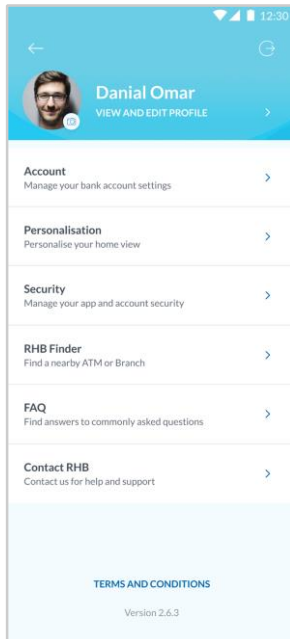 12:30
Danial Omar
VIEW AND EDIT PROFILE
Account
Manage your bank account settings
Personalisation
Personalise your home view
Security
Manage your app and account security
RHB Finder
Find a nearby ATM or Branch
FAQ
Find answers to commonly asked questions
Contact RHB
Contact us for help and support
TERMS AND CONDITIONS
Version 2.6.3